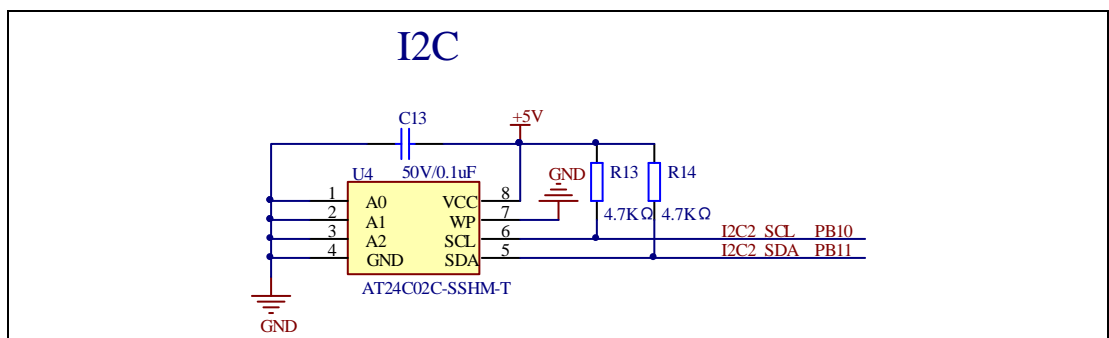 I2C
C13
+5V
U4
50V/0.1uF
GND
R13
R14
1
A0
VCC
8
2
A1
WP
7
4.7KΩ
4.7KΩ
3
A2
SCL
6
I2C2_SCL
PB10
4
GND
SDA
5
I2C2_SDA
PB11
AT24C02C-SSHM-T
GND